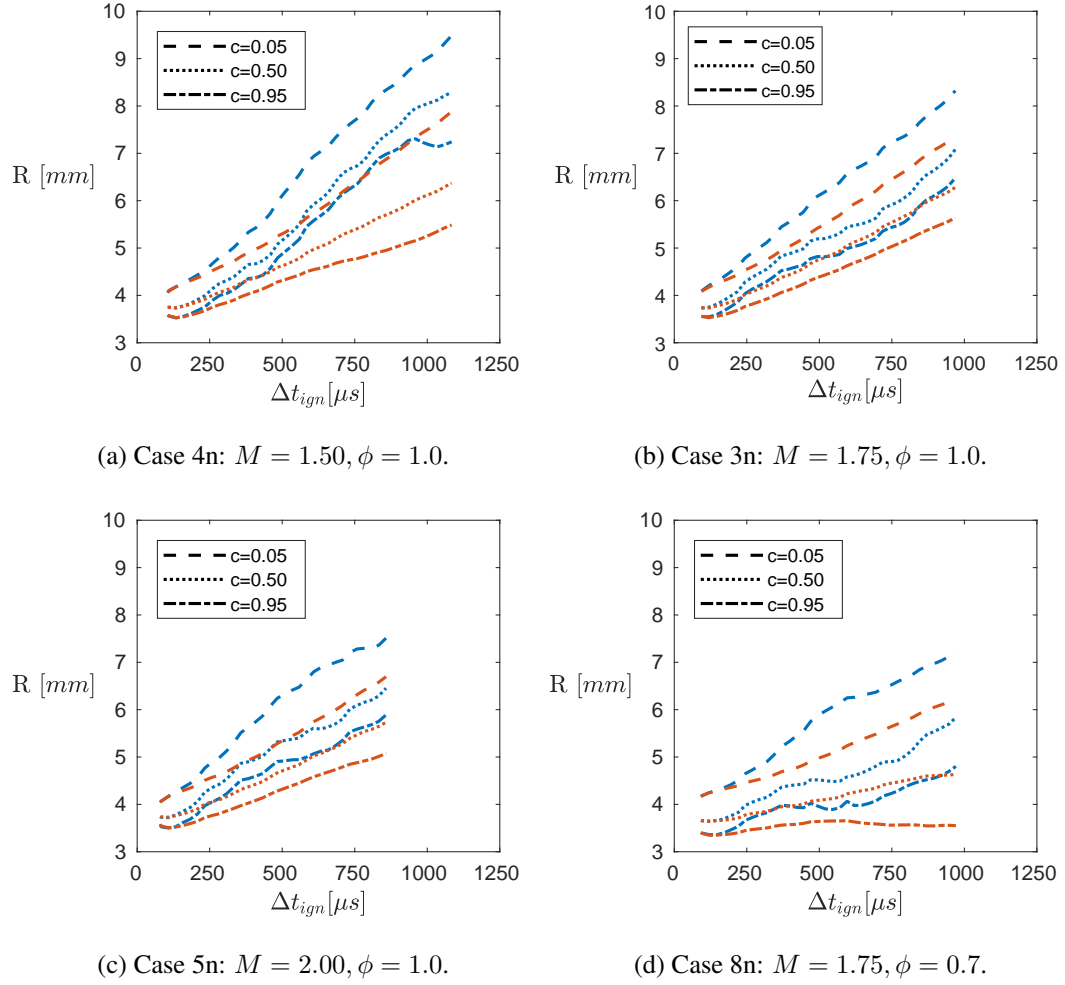 10
9
8
7
6
5
4
3
R [mm]
c=0.05
c=0.50
c=0.95
0 250 500 750 1000 1250
Δt_ign[μs]
(a) Case 4n: M = 1.50, ϕ = 1.0.
10
9
8
7
6
5
4
3
R [mm]
c=0.05
c=0.50
c=0.95
0 250 500 750 1000 1250
Δt_ign[μs]
(b) Case 3n: M = 1.75, ϕ = 1.0.
10
9
8
7
6
5
4
3
R [mm]
c=0.05
c=0.50
c=0.95
0 250 500 750 1000 1250
Δt_ign[μs]
(c) Case 5n: M = 2.00, ϕ = 1.0.
10
9
8
7
6
5
4
3
R [mm]
c=0.05
c=0.50
c=0.95
0 250 500 750 1000 1250
Δt_ign[μs]
(d) Case 8n: M = 1.75, ϕ = 0.7.